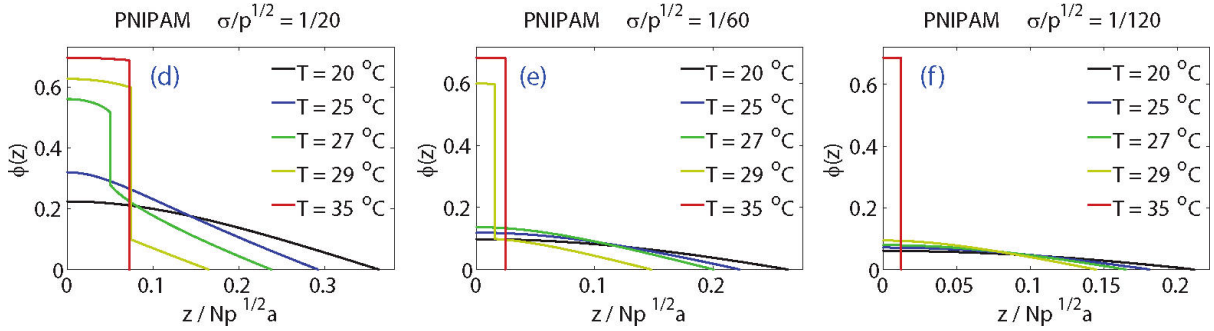 PNIPAM σ/p^1/2 = 1/20
(d)
T = 20 °C
T = 25 °C
T = 27 °C
T = 29 °C
T = 35 °C
ϕ(z)
0.6
0.4
0.2
0
0 0.1 0.2 0.3
z / Np^1/2a
PNIPAM σ/p^1/2 = 1/60
(e)
T = 20 °C
T = 25 °C
T = 27 °C
T = 29 °C
T = 35 °C
ϕ(z)
0.6
0.4
0.2
0
0 0.1 0.2
z / Np^1/2a
PNIPAM σ/p^1/2 = 1/120
(f)
T = 20 °C
T = 25 °C
T = 27 °C
T = 29 °C
T = 35 °C
ϕ(z)
0.6
0.4
0.2
0
0 0.05 0.1 0.15 0.2
z / Np^1/2a